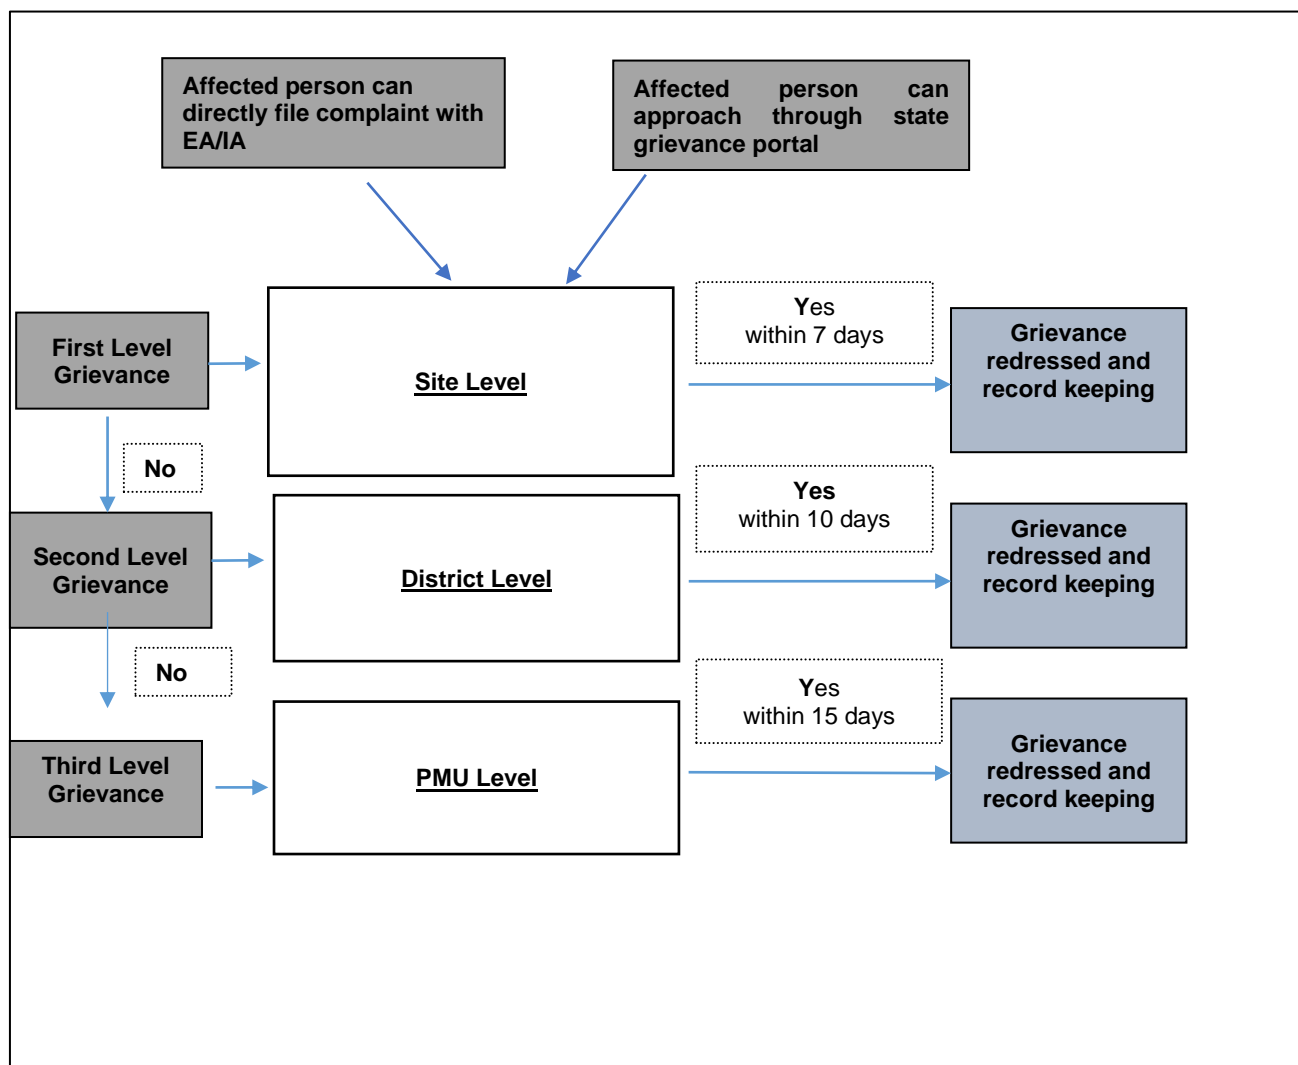 Affected person can
directly file complaint with
EA/IA
Affected person can
approach through state
grievance portal
First Level
Grievance
Site Level
Yes
within 7 days
Grievance
redressed and
record keeping
No
Second Level
Grievance
District Level
Yes
within 10 days
Grievance
redressed and
record keeping
No
Third Level
Grievance
PMU Level
Yes
within 15 days
Grievance
redressed and
record keeping